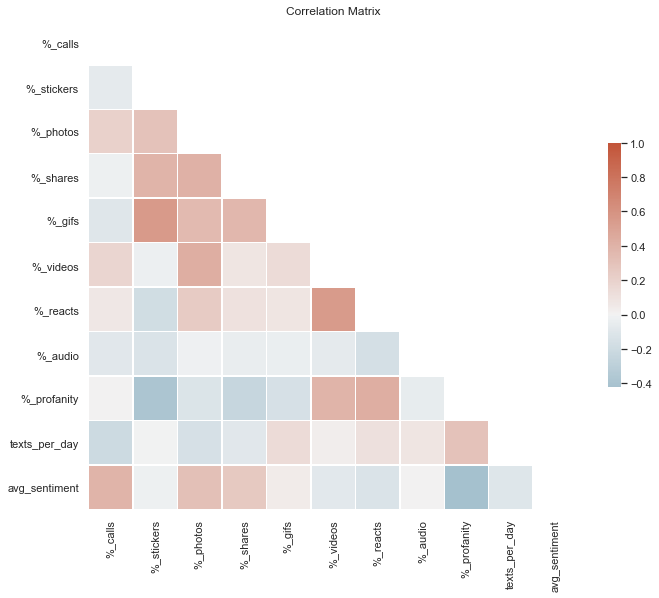 Correlation Matrix
%_calls
%_stickers
%_photos
%_shares
%_gifs
%_videos
%_reacts
%_audio
%_profanity
texts_per_day
avg_sentiment
%_calls
%_stickers
%_photos
%_shares
%_gifs
%_videos
%_reacts
%_audio
%_profanity
texts_per_day
avg_sentiment
1.0
0.8
0.6
0.4
0.2
0.0
−0.2
−0.4